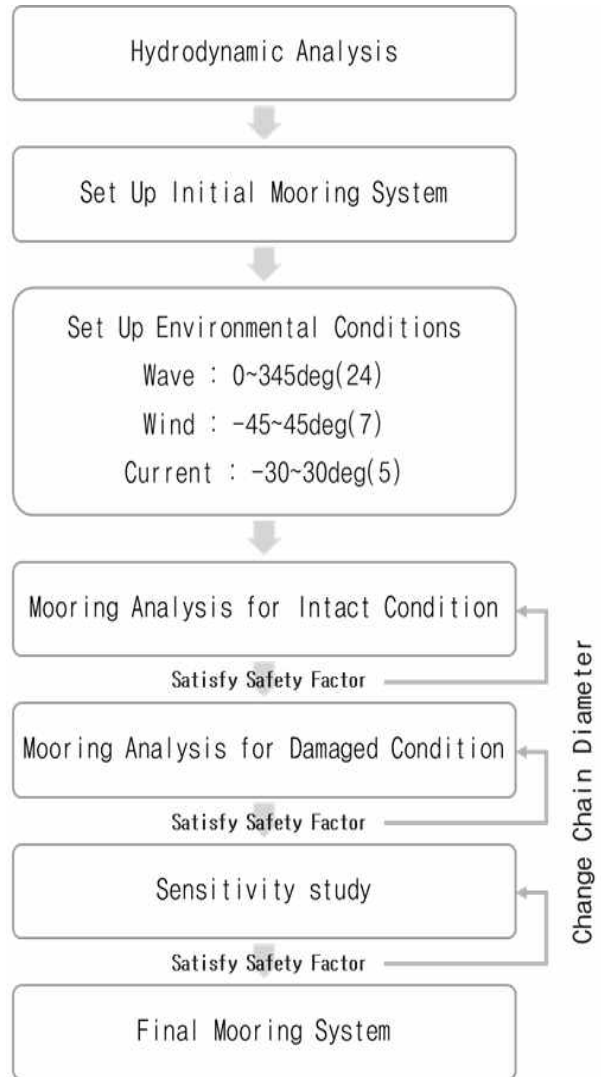 Hydrodynamic Analysis
Set Up Initial Mooring System
Set Up Environmental Conditions
Wave : 0~345deg(24)
Wind : -45~45deg(7)
Current : -30~30deg(5)
Mooring Analysis for Intact Condition
Satisfy Safety Factor
Mooring Analysis for Damaged Condition
Satisfy Safety Factor
Sensitivity study
Satisfy Safety Factor
Final Mooring System
Change Chain Diameter